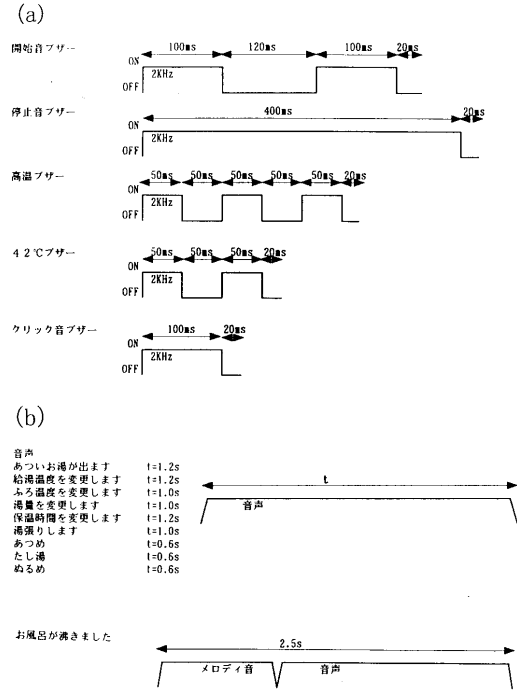 (a)
開始音ブザー
100ms 120ms 100ms 20ms
ON
OFF
2KHz
停止音ブザー
400ms 20ms
ON
OFF
2KHz
高温ブザー
50ms 50ms 50ms 50ms 50ms 20ms
ON
OFF
2KHz
42℃ブザー
50ms 50ms 50ms 20ms
ON
OFF
2KHz
クリック音ブザー
100ms 20ms
ON
OFF
2KHz
(b)
音声
あついお湯が出ます t=1.2s
給湯温度を変更します t=1.2s
ふろ温度を変更します t=1.0s
湯量を変更します t=1.0s
保温時間を変更します t=1.2s
湯張りします t=1.0s
あつめ t=0.6s
たし湯 t=0.6s
ぬるめ t=0.6s
t
音声
お風呂が沸きました
2.5s
メロディ音 音声